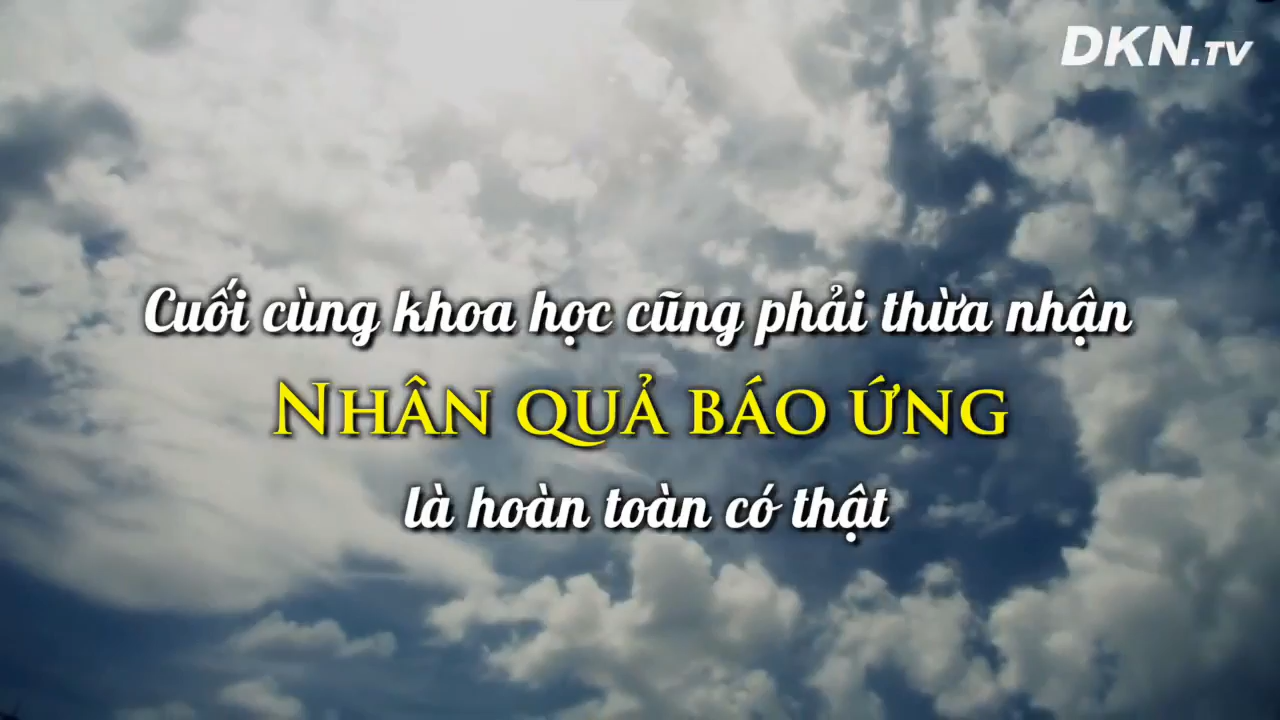 DKN.TV
Cuối cùng khoa học cũng phải thừa nhận
NHÂN QUẢ BÁO ỨNG
là hoàn toàn có thật